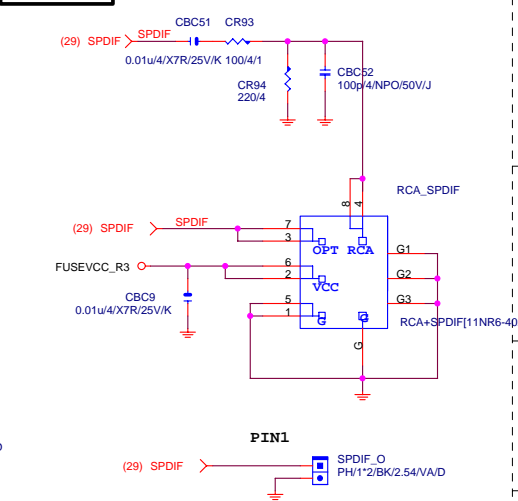 CBC51 CR93
(29) SPDIF SPDIF
0.01u/4/X7R/25V/K 100/4/1
CR94
220/4
CBC52
100p/4/NPO/50V/J
RCA_SPDIF
8 4
(29) SPDIF SPDIF
7
3
OPT RCA
G1
FUSEVCC_R3
6
2
VCC
G2
CBC9
0.01u/4/X7R/25V/K
5
1
G G
G3
RCA+SPDIF[11NR6-40
G
PIN1
(29) SPDIF
SPDIF_O
PH/1*2/BK/2.54/VA/D